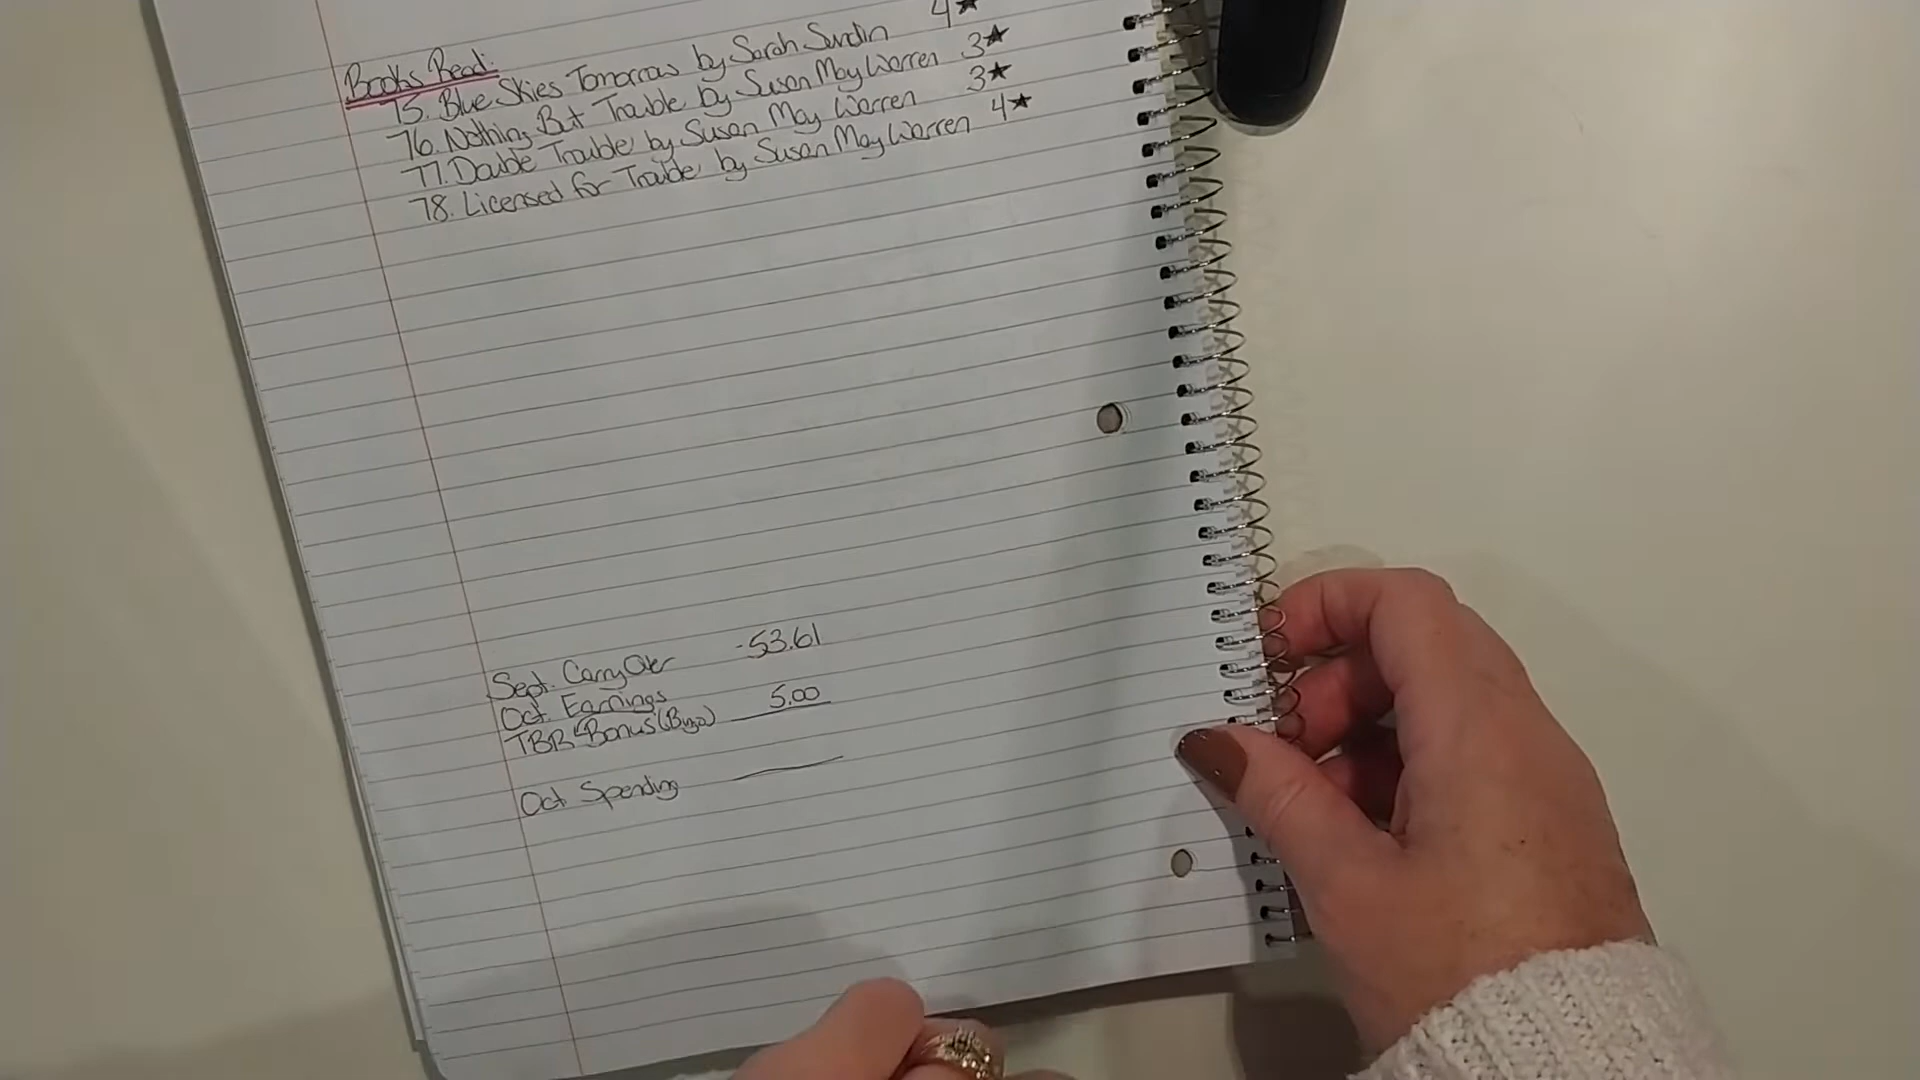 Books Read:
75. Blue Skies Tomorrow by Sarah Sundin 4★
76. Nothing But Trouble by Susan May Warren 3★
77. Double Trouble by Susan May Warren 3★
78. Licensed for Trouble by Susan May Warren 4★
Sept. Carry Over -53.61
Oct. Earnings
TBR Bonus (Bingo) 5.00
Oct Spending